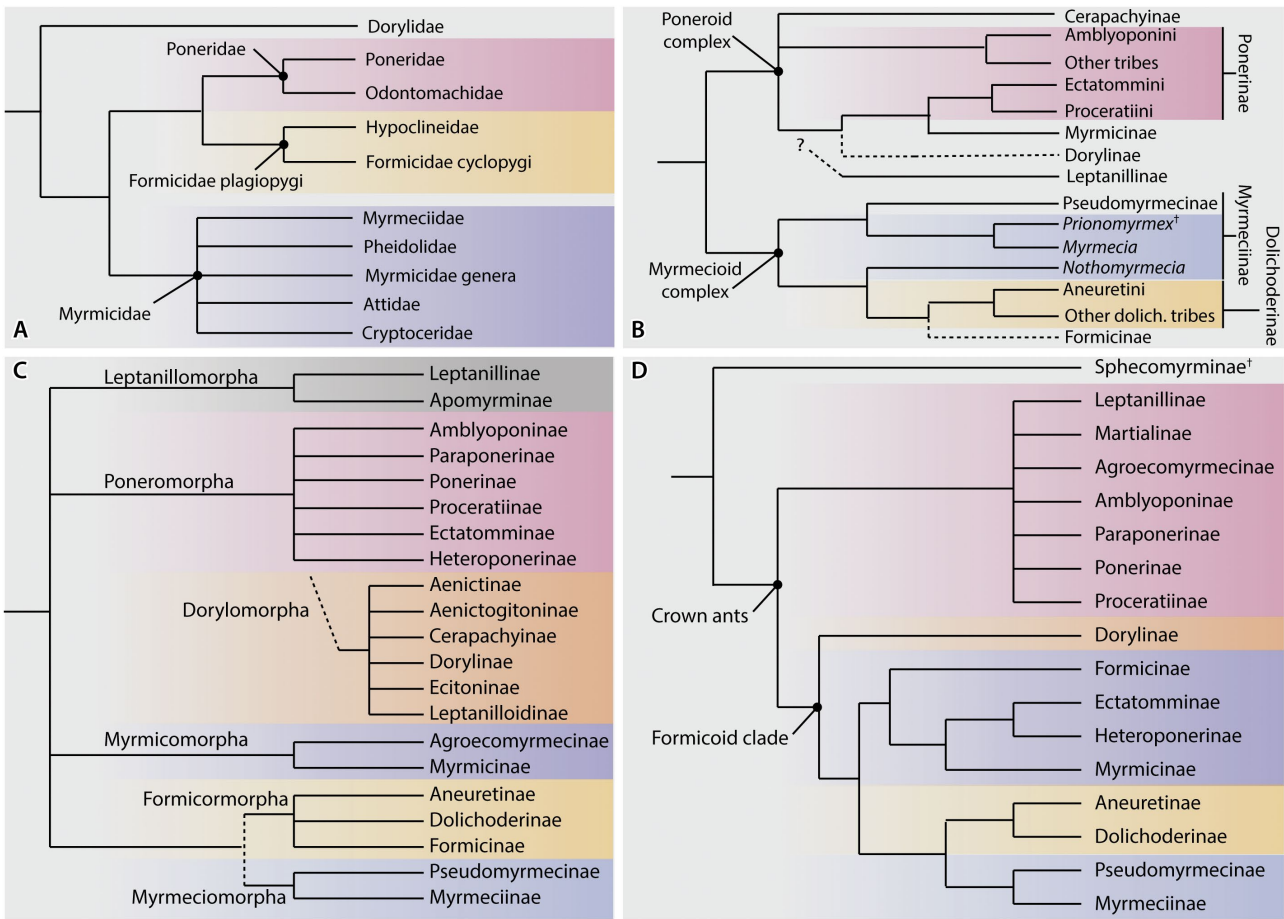 Dorylidae
Poneridae
Poneridae
Odontomachidae
Hypoclineidae
Formicidae cyclopygi
Formicidae plagiopygi
Myrmeciidae
Pheidolidae
Myrmicidae genera
Attidae
Cryptoceridae
Myrmicidae
A
Poneroid
complex
Cerapachyinae
Amblyoponini
Other tribes
Ectatommini
Proceratiini
Ponerinae
Myrmicinae
Dorylinae
?
Leptanillinae
Pseudomyrmecinae
Prionomyrmex†
Myrmecia
Nothomyrmecia
Myrmeciinae
Myrmecioid
complex
Aneuretini
Other dolich. tribes
Dolichoderinae
Formicinae
B
C
Leptanillomorpha
Leptanillinae
Apomyrminae
Poneromorpha
Amblyoponinae
Paraponerinae
Ponerinae
Proceratiinae
Ectatomminae
Heteroponerinae
Dorylomorpha
Aenictinae
Aenictogitoninae
Cerapachyinae
Dorylinae
Ecitoninae
Leptanilloidinae
Myrmicomorpha
Agroecomyrmecinae
Myrmicinae
Formicormorpha
Aneuretinae
Dolichoderinae
Formicinae
Myrmeciomorpha
Pseudomyrmecinae
Myrmeciinae
D
Sphecomyrminae†
Leptanillinae
Martialinae
Agroecomyrmecinae
Amblyoponinae
Paraponerinae
Ponerinae
Proceratiinae
Crown ants
Dorylinae
Formicinae
Ectatomminae
Heteroponerinae
Myrmicinae
Formicoid clade
Aneuretinae
Dolichoderinae
Pseudomyrmecinae
Myrmeciinae